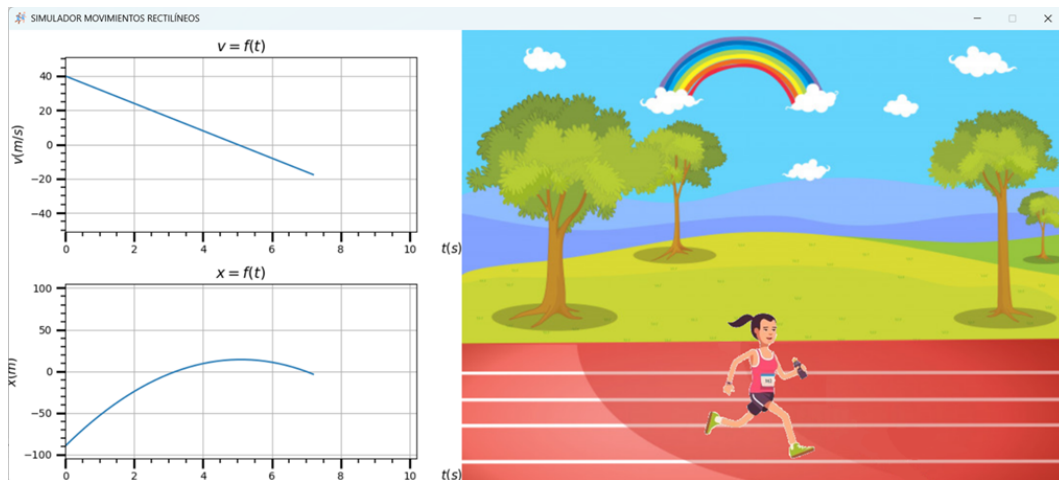 SIMULADOR MOVIMIENTOS RECTILÍNEOS
v = f(t)
v(m/s)
40
20
0
−20
−40
0 2 4 6 8 10
t(s)
x = f(t)
x(m)
100
50
0
−50
−100
0 2 4 6 8 10
t(s)